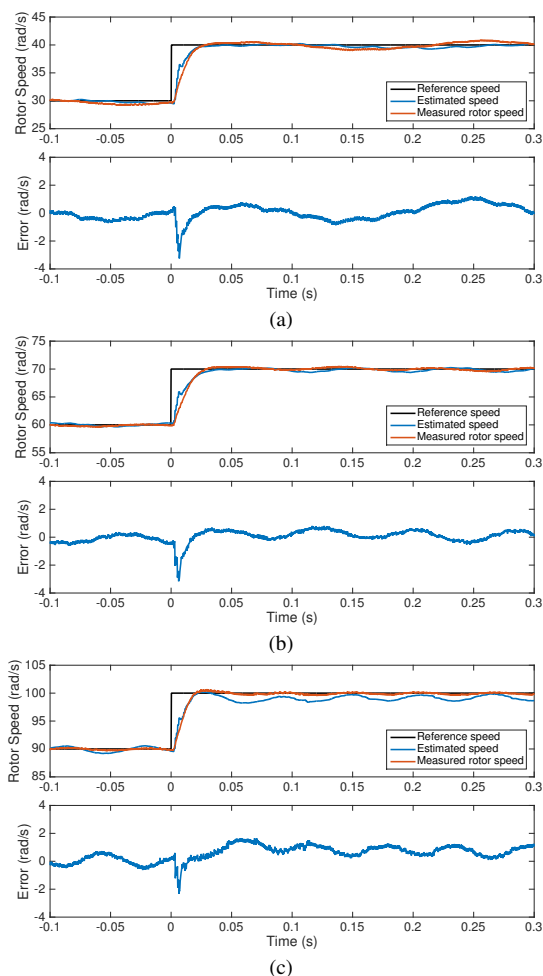 45
40
35
30
25
Rotor Speed (rad/s)
Reference speed
Estimated speed
Measured rotor speed
-0.1 -0.05 0 0.05 0.1 0.15 0.2 0.25 0.3
4
2
0
-2
-4
Error (rad/s)
-0.1 -0.05 0 0.05 0.1 0.15 0.2 0.25 0.3
Time (s)
(a)
75
70
65
60
55
Rotor Speed (rad/s)
Reference speed
Estimated speed
Measured rotor speed
-0.1 -0.05 0 0.05 0.1 0.15 0.2 0.25 0.3
4
2
0
-2
-4
Error (rad/s)
-0.1 -0.05 0 0.05 0.1 0.15 0.2 0.25 0.3
Time (s)
(b)
105
100
95
90
85
Rotor Speed (rad/s)
Reference speed
Estimated speed
Measured rotor speed
-0.1 -0.05 0 0.05 0.1 0.15 0.2 0.25 0.3
4
2
0
-2
-4
Error (rad/s)
-0.1 -0.05 0 0.05 0.1 0.15 0.2 0.25 0.3
Time (s)
(c)